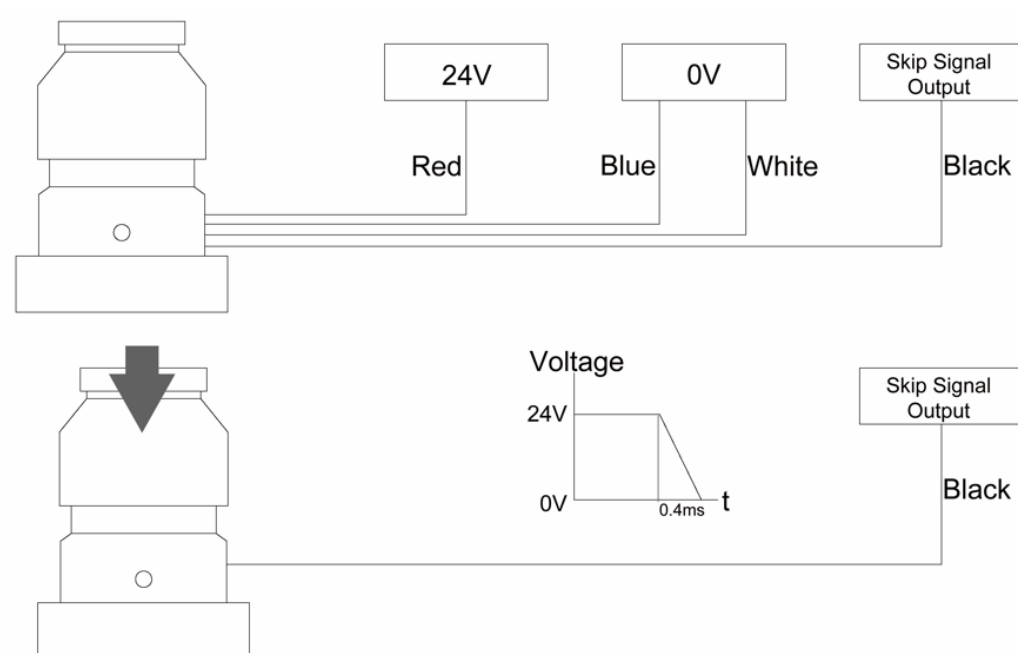 24V
0V
Skip Signal
Output
Red
Blue
White
Black
Voltage
24V
0V
0.4ms
t
Skip Signal
Output
Black